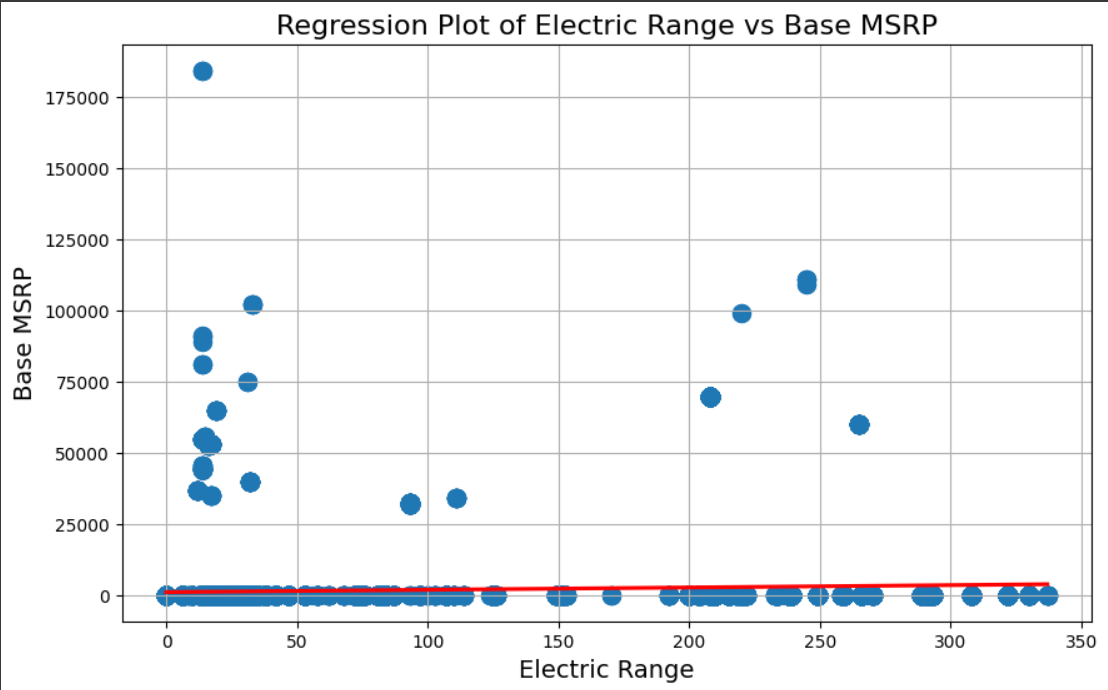 Regression Plot of Electric Range vs Base MSRP
175000
150000
125000
100000
75000
50000
25000
0
Base MSRP
0 50 100 150 200 250 300 350
Electric Range